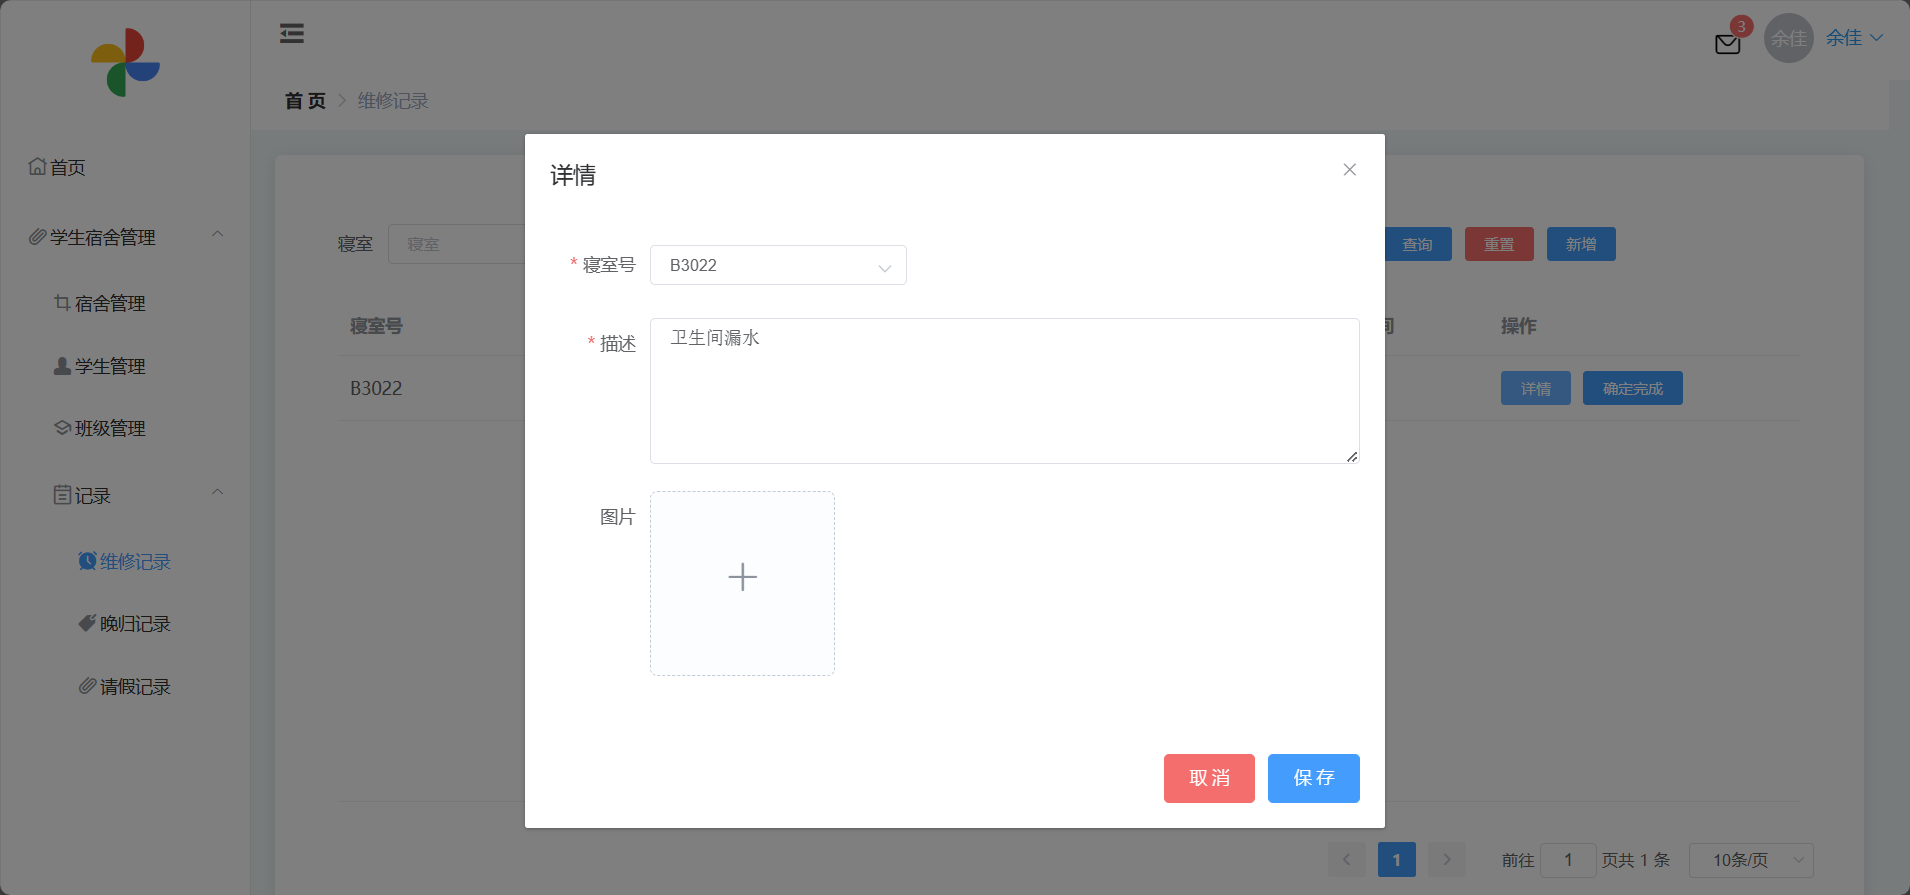 3
余佳
余佳
首页
维修记录
首页
学生宿舍管理
宿舍管理
学生管理
班级管理
记录
维修记录
晚归记录
请假记录
寝室
寝室
查询
重置
新增
寝室号
间
操作
B3022
详情
确定完成
详情
* 寝室号
B3022
* 描述
卫生间漏水
图片
取消
保存
1
前往
1
页共 1 条
10条/页